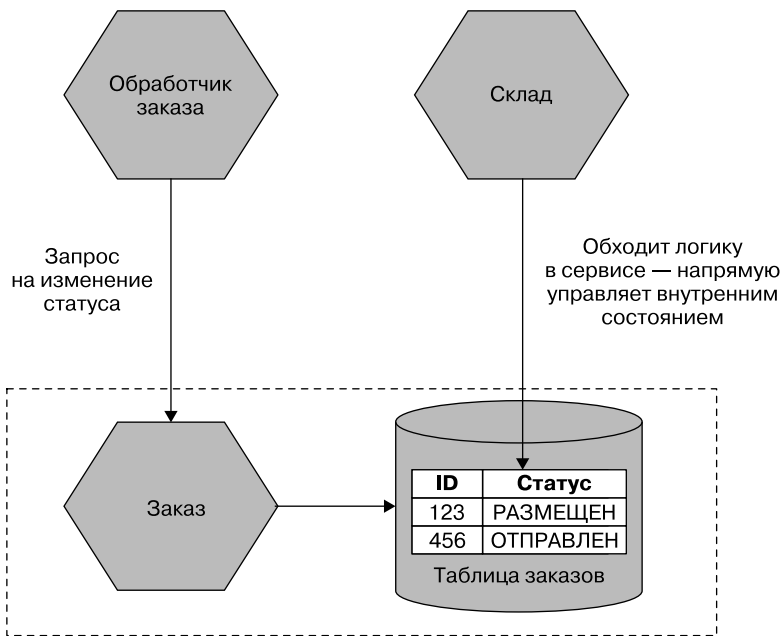 Обработчик
заказа
Склад
Запрос
на изменение
статуса
Обходит логику
в сервисе — напрямую
управляет внутренним
состоянием
Заказ
ID Статус
123 РАЗМЕЩЕН
456 ОТПРАВЛЕН
Таблица заказов